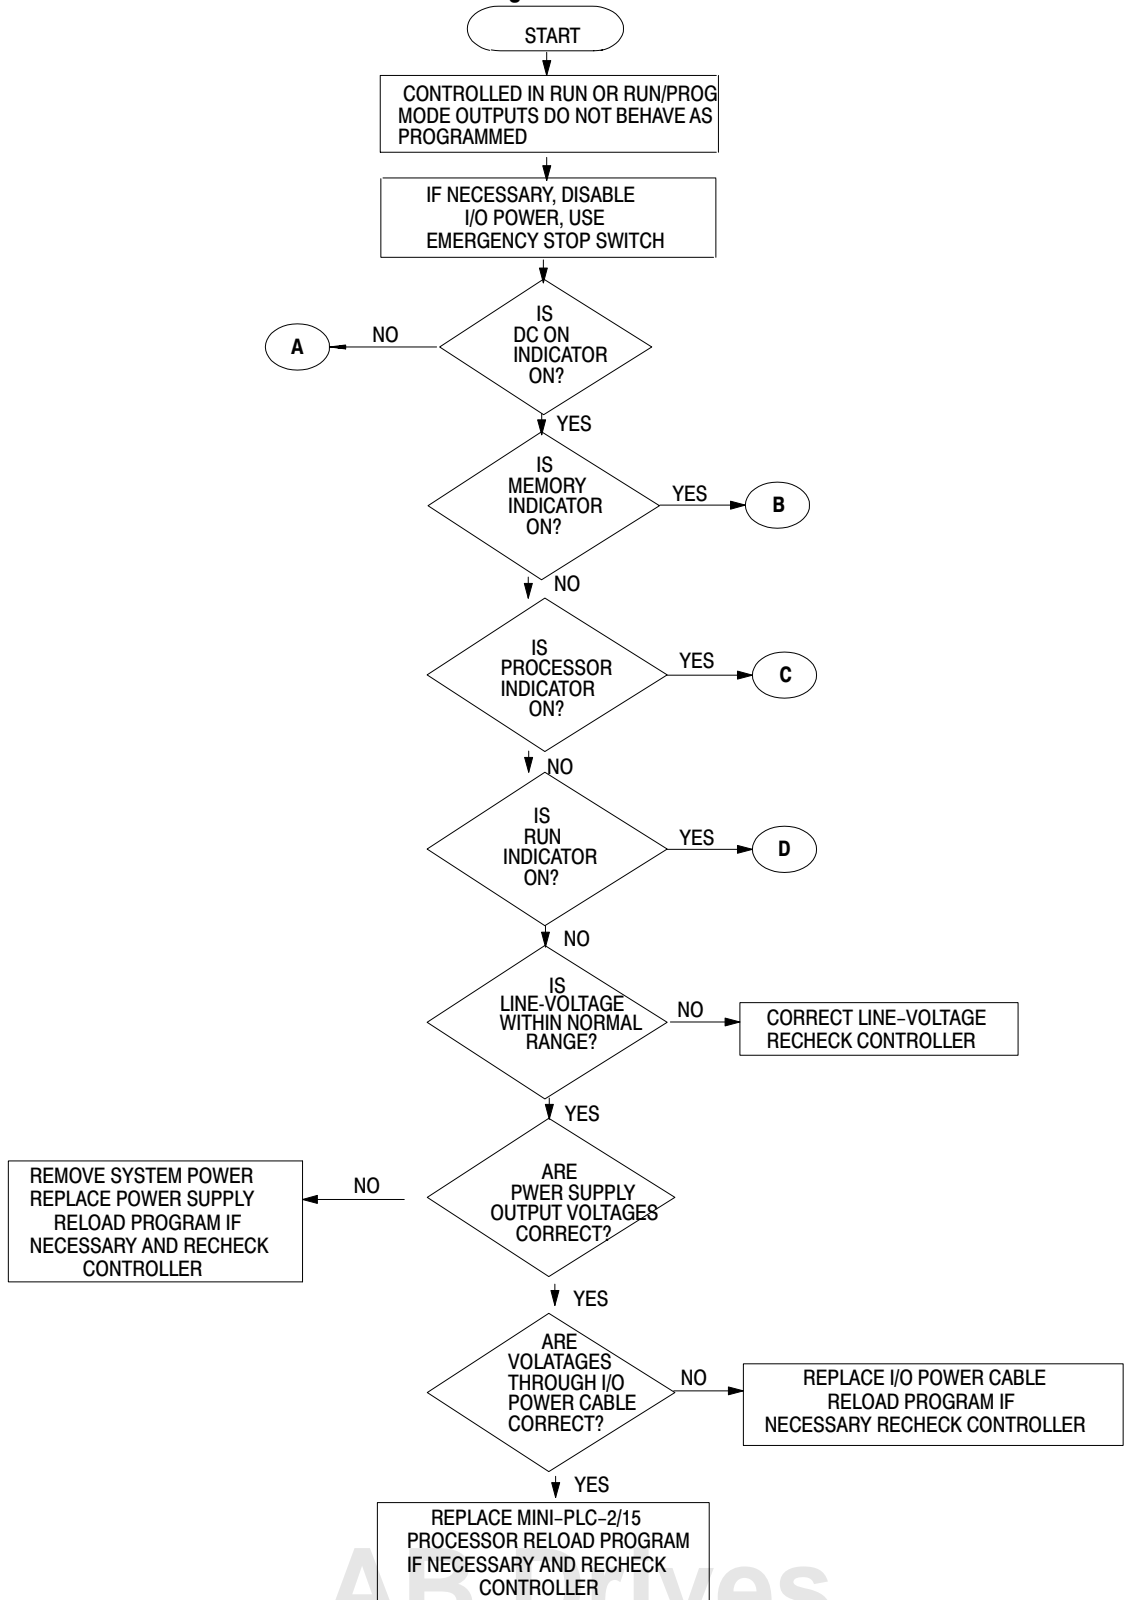 START
CONTROLLED IN RUN OR RUN/PROG
MODE OUTPUTS DO NOT BEHAVE AS
PROGRAMMED
IF NECESSARY, DISABLE
I/O POWER, USE
EMERGENCY STOP SWITCH
IS
DC ON
INDICATOR
ON?
NO
A
YES
IS
MEMORY
INDICATOR
ON?
YES
B
NO
IS
PROCESSOR
INDICATOR
ON?
YES
C
NO
IS
RUN
INDICATOR
ON?
YES
D
NO
IS
LINE-VOLTAGE
WITHIN NORMAL
RANGE?
NO
CORRECT LINE-VOLTAGE
RECHECK CONTROLLER
YES
ARE
PWER SUPPLY
OUTPUT VOLTAGES
CORRECT?
NO
REMOVE SYSTEM POWER
REPLACE POWER SUPPLY
RELOAD PROGRAM IF
NECESSARY AND RECHECK
CONTROLLER
YES
ARE
VOLATAGES
THROUGH I/O
POWER CABLE
CORRECT?
NO
REPLACE I/O POWER CABLE
RELOAD PROGRAM IF
NECESSARY RECHECK CONTROLLER
YES
REPLACE MINI-PLC-2/15
PROCESSOR RELOAD PROGRAM
IF NECESSARY AND RECHECK
CONTROLLER
AB Drives